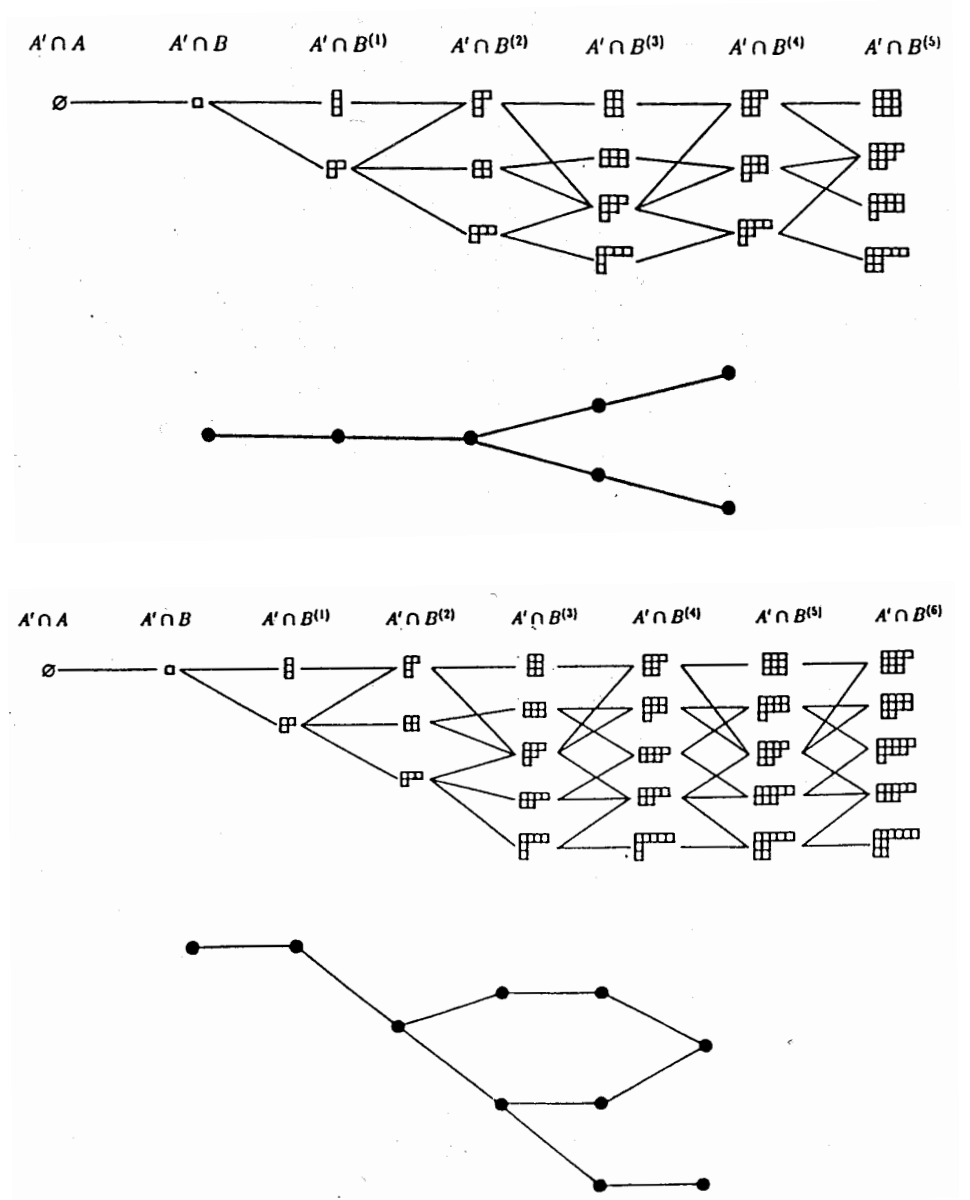 A′ ∩ A A′ ∩ B A′ ∩ B⁽¹⁾ A′ ∩ B⁽²⁾ A′ ∩ B⁽³⁾ A′ ∩ B⁽⁴⁾ A′ ∩ B⁽⁵⁾
∅
A′ ∩ A A′ ∩ B A′ ∩ B⁽¹⁾ A′ ∩ B⁽²⁾ A′ ∩ B⁽³⁾ A′ ∩ B⁽⁴⁾ A′ ∩ B⁽⁵⁾ A′ ∩ B⁽⁶⁾
∅